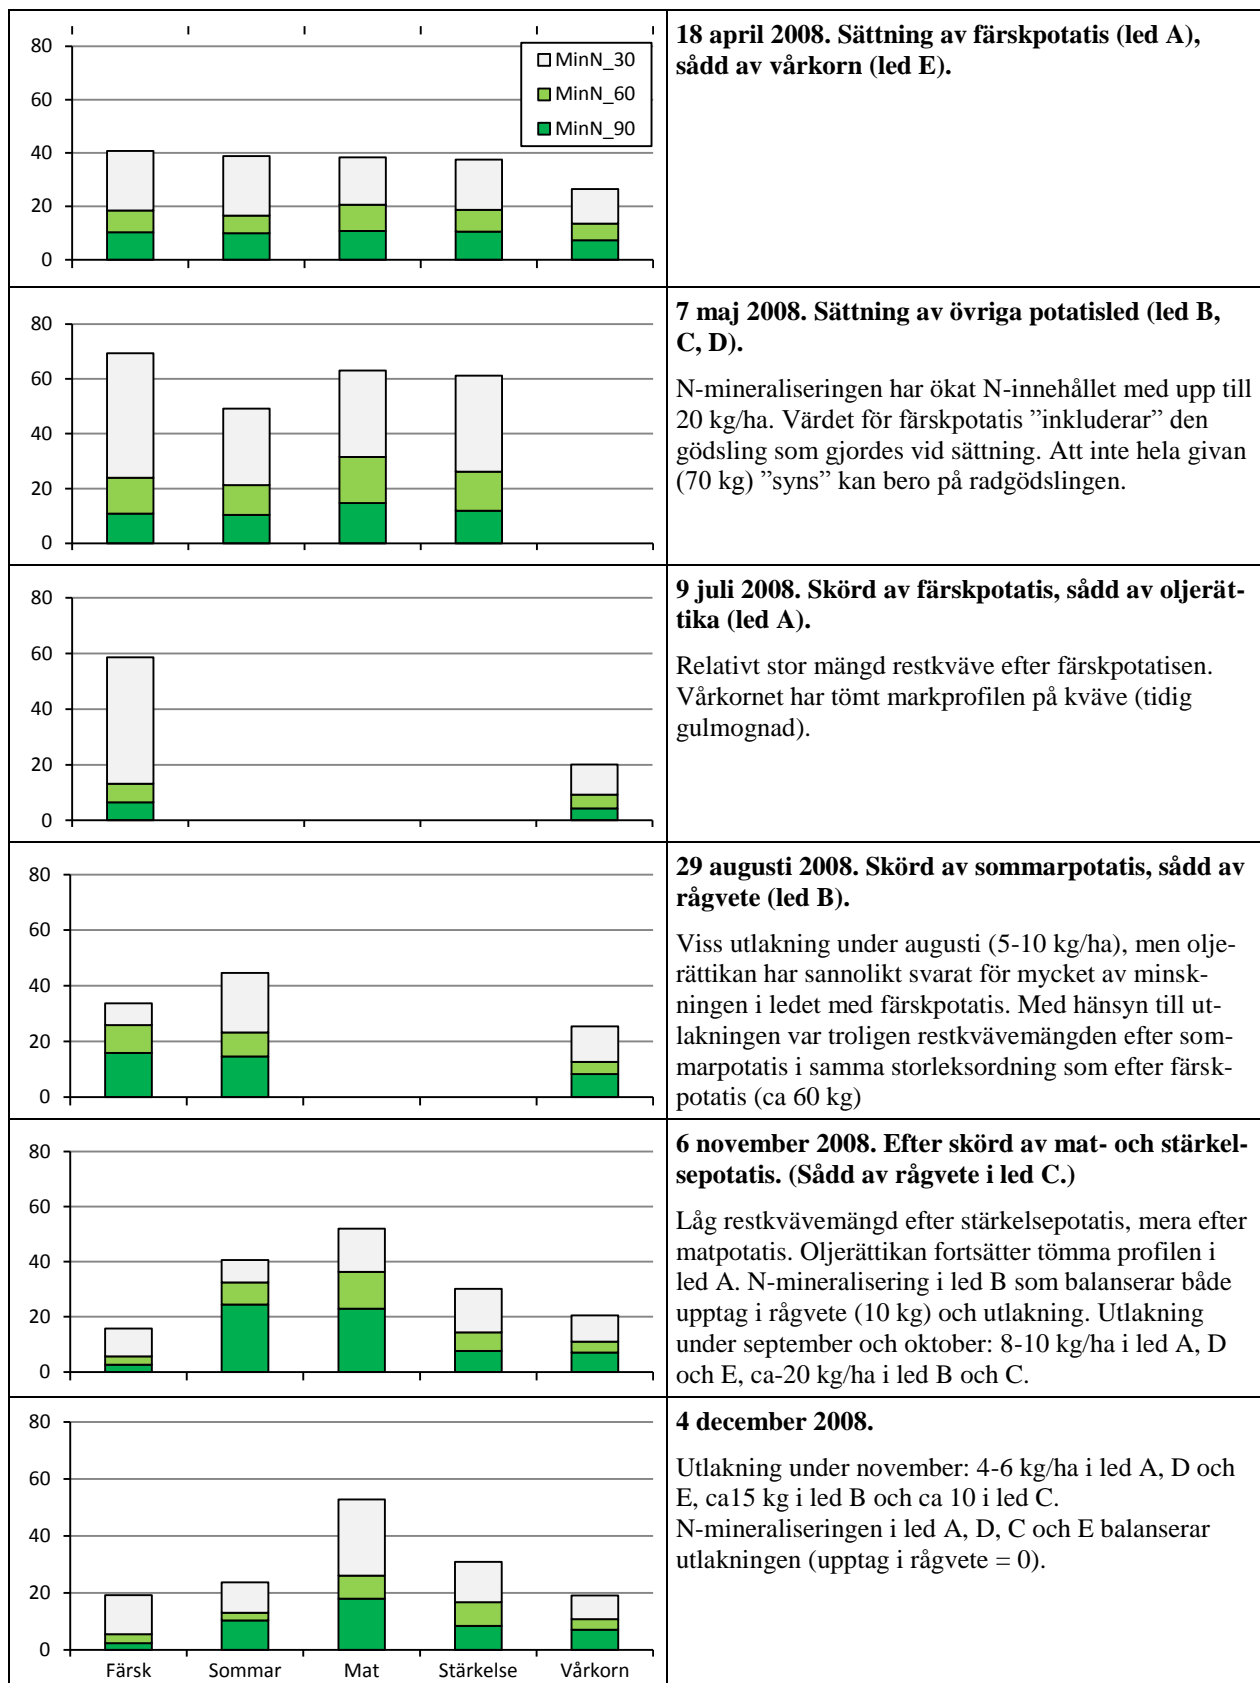 80
60
40
20
0
MinN_30
MinN_60
MinN_90
18 april 2008. Sättning av färskpotatis (led A),
sådd av vårkorn (led E).
80
60
40
20
0
7 maj 2008. Sättning av övriga potatisled (led B,
C, D).
N-mineraliseringen har ökat N-innehållet med upp till
20 kg/ha. Värdet för färskpotatis ”inkluderar” den
gödsling som gjordes vid sättning. Att inte hela givan
(70 kg) ”syns” kan bero på radgödslingen.
80
60
40
20
0
9 juli 2008. Skörd av färskpotatis, sådd av oljerät-
tika (led A).
Relativt stor mängd restkväve efter färskpotatisen.
Vårkornet har tömt markprofilen på kväve (tidig
gulmognad).
80
60
40
20
0
29 augusti 2008. Skörd av sommarpotatis, sådd av
rågvete (led B).
Viss utlakning under augusti (5-10 kg/ha), men olje-
rättikan har sannolikt svarat för mycket av minsk-
ningen i ledet med färskpotatis. Med hänsyn till ut-
lakningen var troligen restkvävemängden efter som-
marpotatis i samma storleksordning som efter färsk-
potatis (ca 60 kg)
80
60
40
20
0
6 november 2008. Efter skörd av mat- och stärkel-
sepotatis. (Sådd av rågvete i led C.)
Låg restkvävemängd efter stärkelsepotatis, mera efter
matpotatis. Oljerättikan fortsätter tömma profilen i
led A. N-mineralisering i led B som balanserar både
upptag i rågvete (10 kg) och utlakning. Utlakning
under september och oktober: 8-10 kg/ha i led A, D
och E, ca-20 kg/ha i led B och C.
80
60
40
20
0
Färsk Sommar Mat Stärkelse Vårkorn
4 december 2008.
Utlakning under november: 4-6 kg/ha i led A, D och
E, ca15 kg i led B och ca 10 i led C.
N-mineraliseringen i led A, D, C och E balanserar
utlakningen (upptag i rågvete = 0).